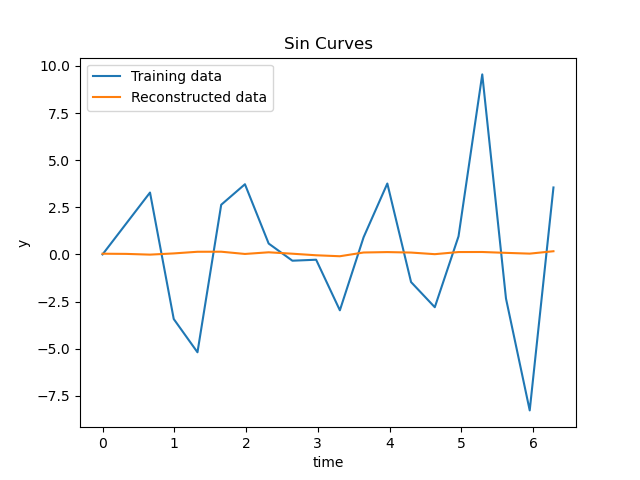 Sin Curves
Training data
Reconstructed data
10.0
7.5
5.0
2.5
0.0
−2.5
−5.0
−7.5
y
0 1 2 3 4 5 6
time